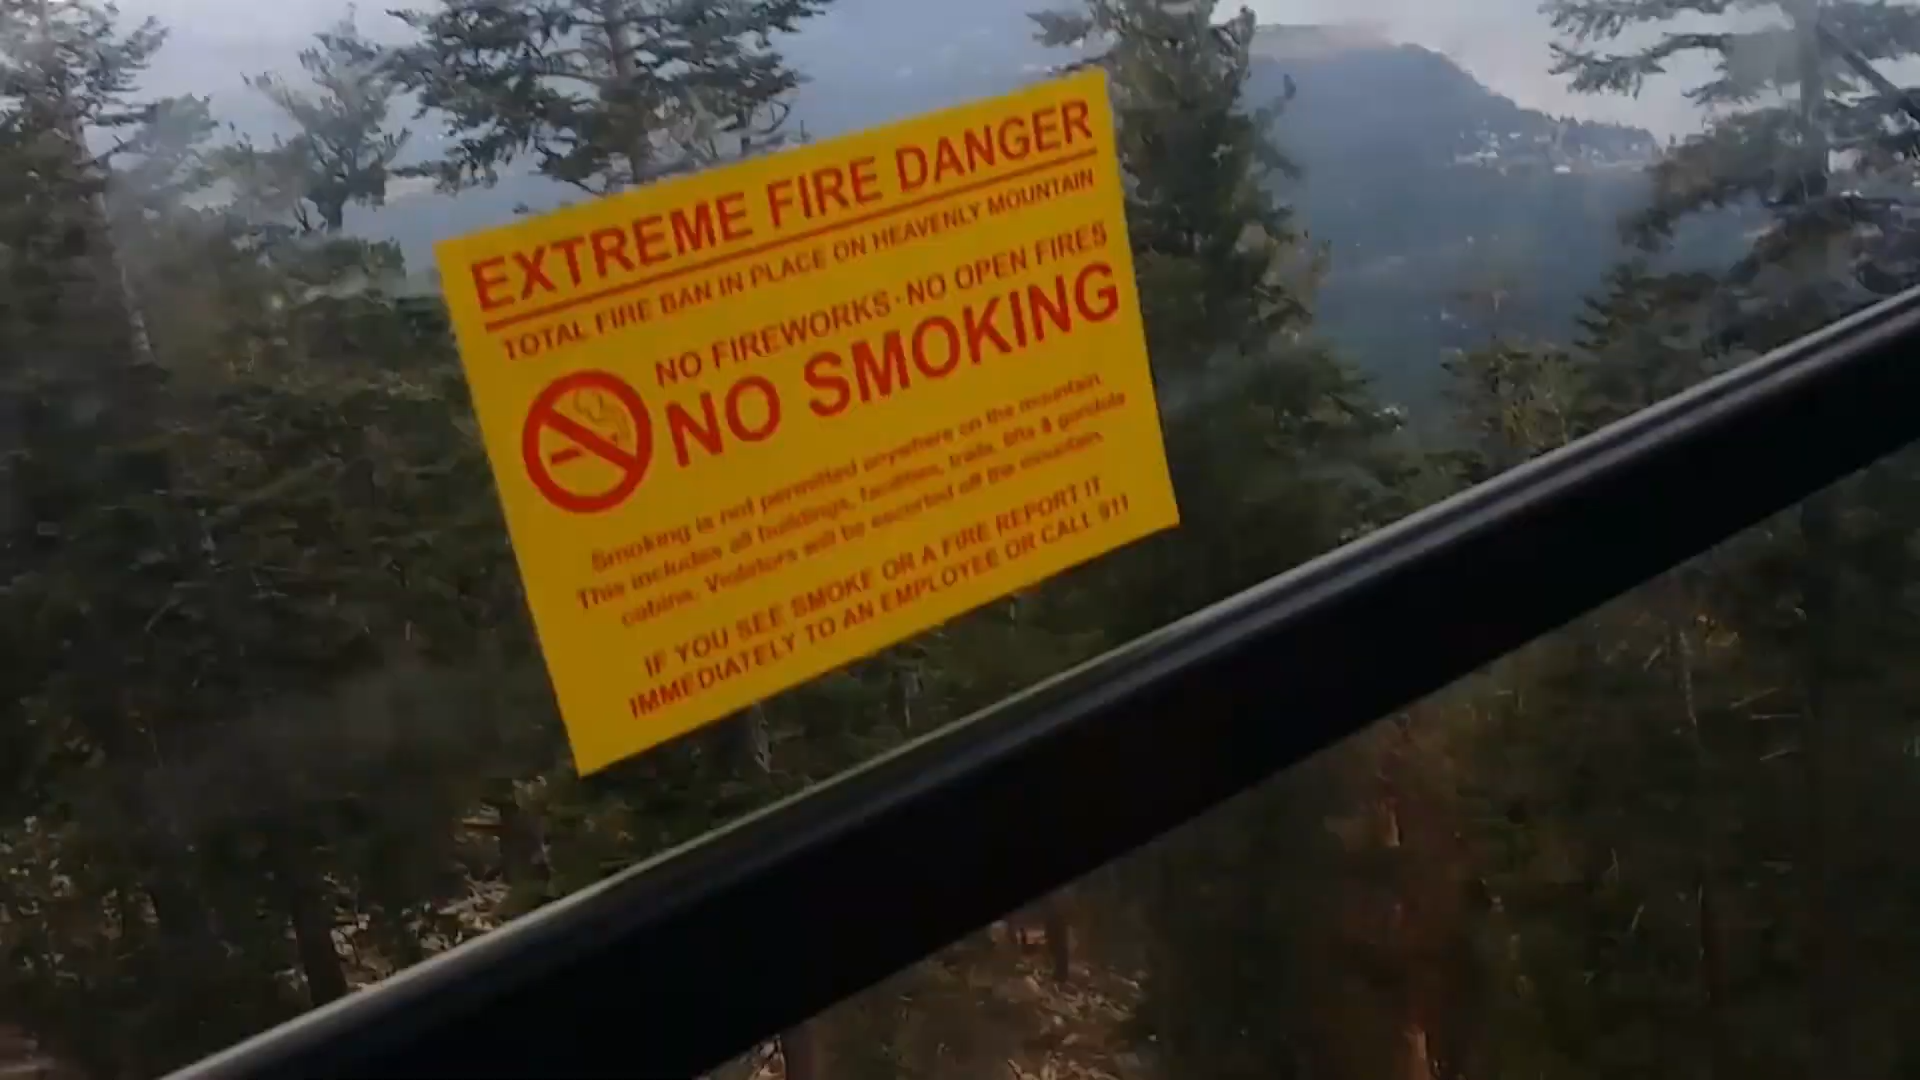 EXTREME FIRE DANGER
TOTAL FIRE BAN IN PLACE ON HEAVENLY MOUNTAIN
NO FIREWORKS · NO OPEN FIRES
NO SMOKING
Smoking is not permitted anywhere on the mountain
This includes all buildings, facilities, trails, lifts & gondola
cabins. Violators will be escorted off the mountain.
IF YOU SEE SMOKE OR A FIRE REPORT IT
IMMEDIATELY TO AN EMPLOYEE OR CALL 911